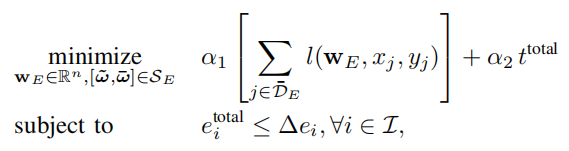 minimize α₁ [ ∑ l(w_E, x_j, y_j) ] + α₂ t^total
w_E∈ℝⁿ,[ω̃,ω̄]∈𝒮_E j∈𝒟̄_E
subject to e_i^total ≤ Δe_i, ∀i ∈ ℐ,